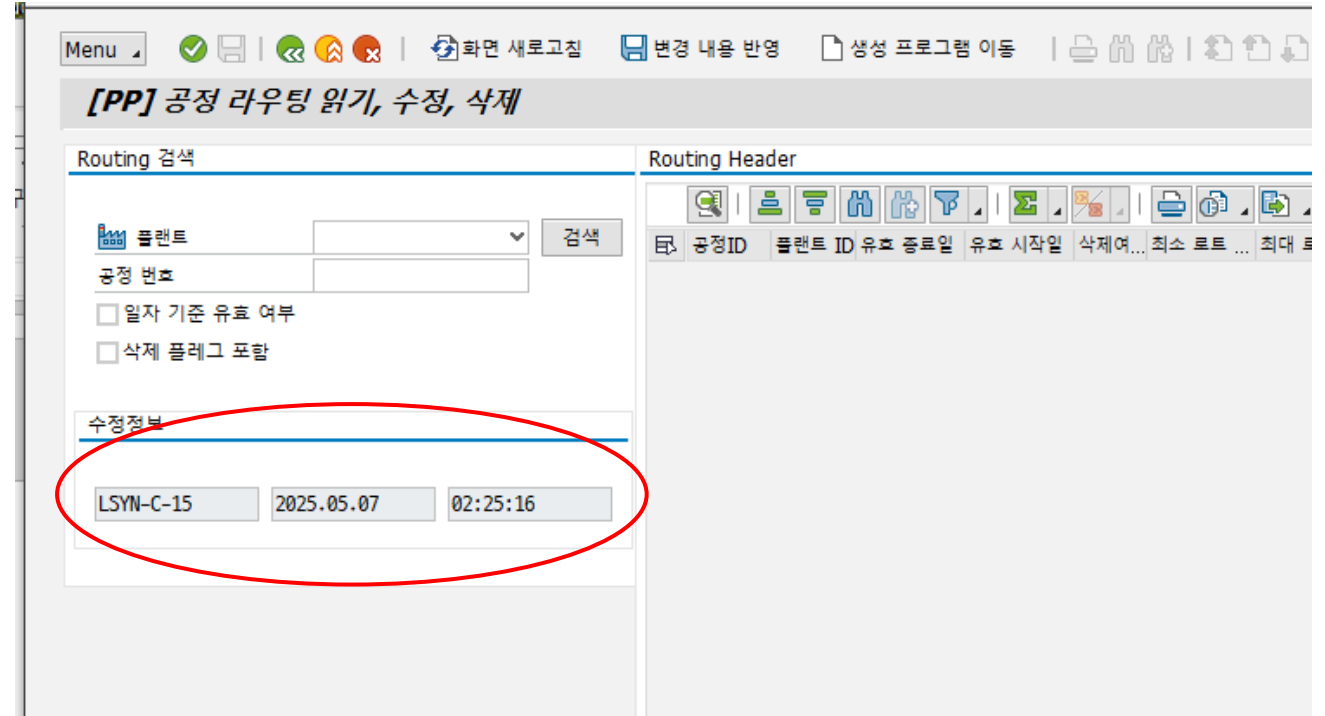 Menu 화면 새로고침 변경 내용 반영 생성 프로그램 이동
[PP] 공정 라우팅 읽기, 수정, 삭제
Routing 검색
플랜트 검색
공정 번호
일자 기준 유효 여부
삭제 플레그 포함
수정정보
LSYN-C-15 2025.05.07 02:25:16
Routing Header
공정ID 플랜트 ID 유효 종료일 유효 시작일 삭제여... 최소 로트 ... 최대